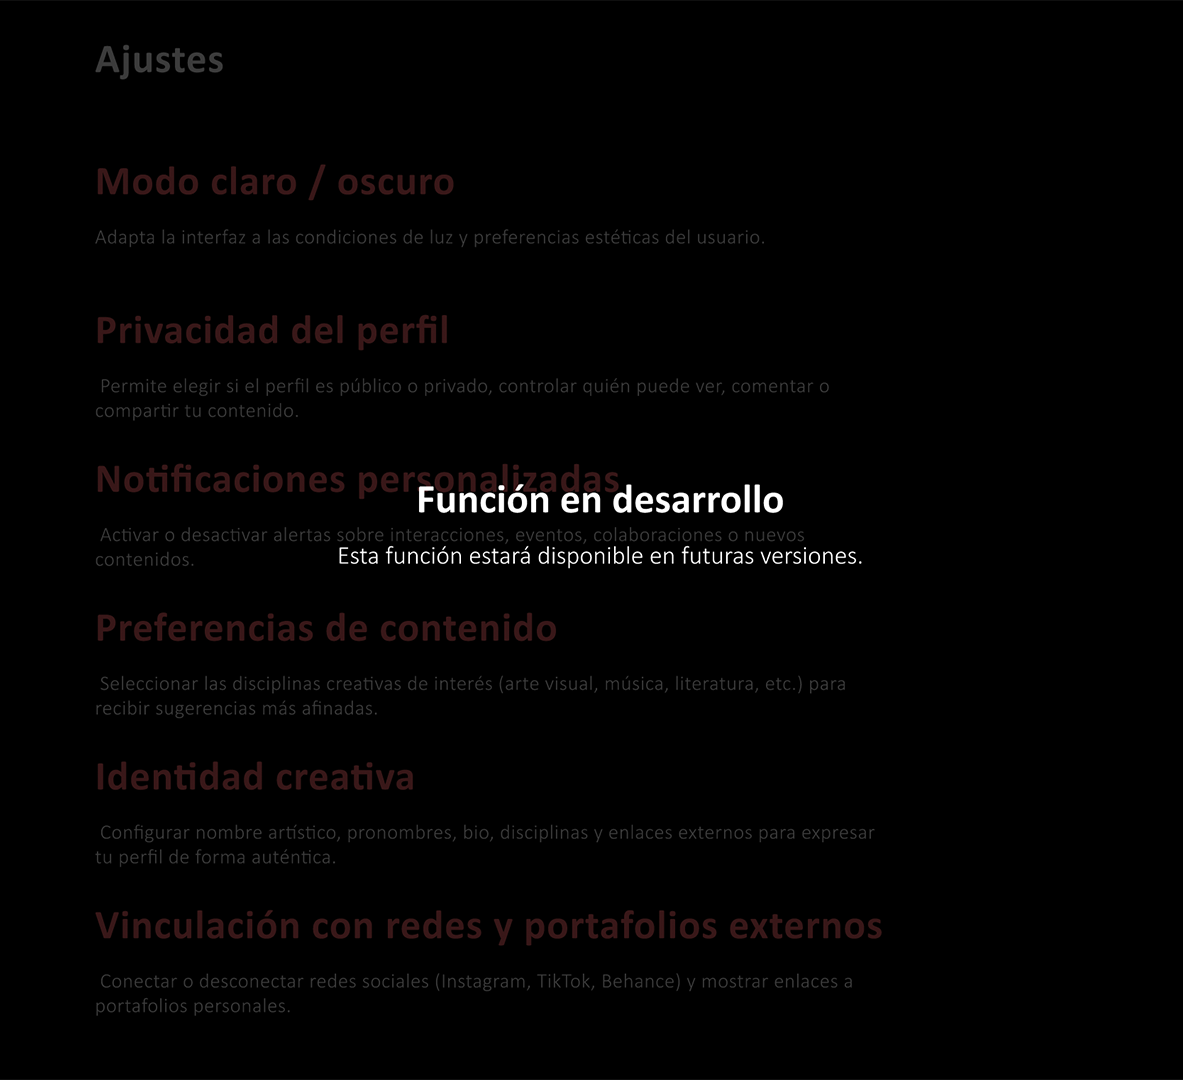 Ajustes
Modo claro / oscuro
Adapta la interfaz a las condiciones de luz y preferencias estéticas del usuario.
Privacidad del perfil
Permite elegir si el perfil es público o privado, controlar quién puede ver, comentar o
compartir tu contenido.
Notificaciones personalizadas
Función en desarrollo
Activar o desactivar alertas sobre interacciones, eventos, colaboraciones o nuevos
contenidos.
Esta función estará disponible en futuras versiones.
Preferencias de contenido
Seleccionar las disciplinas creativas de interés (arte visual, música, literatura, etc.) para
recibir sugerencias más afinadas.
Identidad creativa
Configurar nombre artístico, pronombres, bio, disciplinas y enlaces externos para expresar
tu perfil de forma auténtica.
Vinculación con redes y portafolios externos
Conectar o desconectar redes sociales (Instagram, TikTok, Behance) y mostrar enlaces a
portafolios personales.